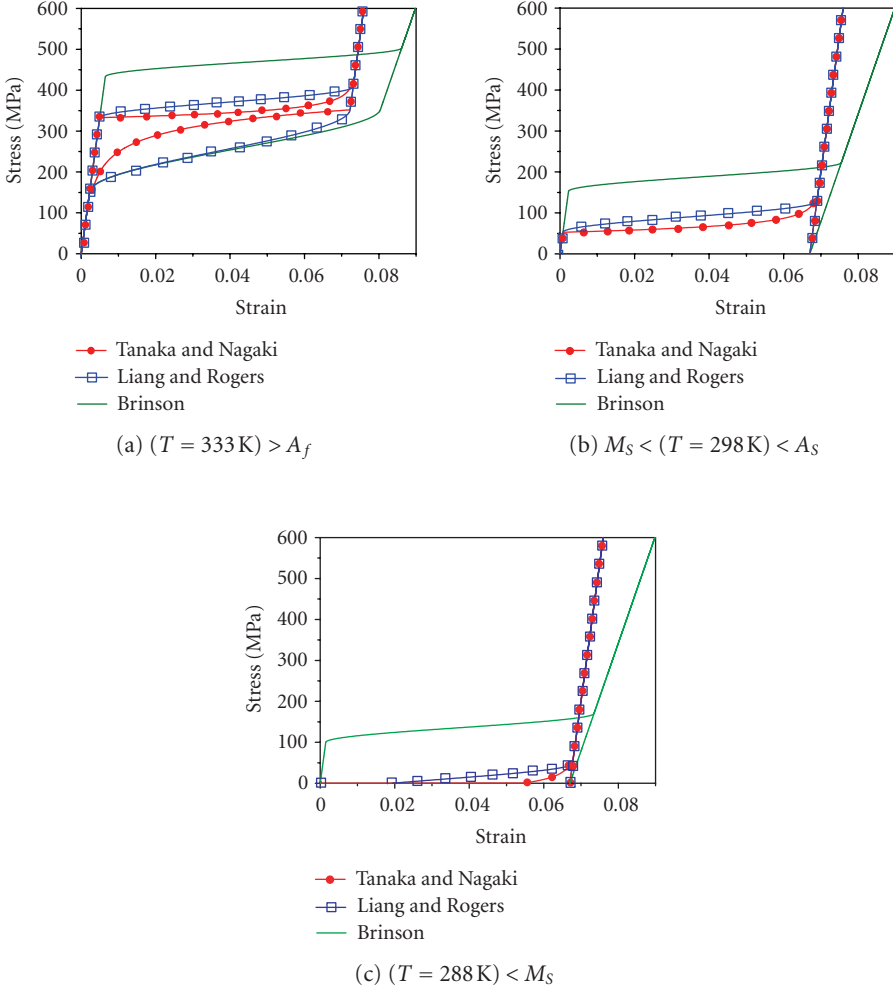 600
500
400
300
200
100
0
Stress (MPa)
0 0.02 0.04 0.06 0.08
Strain
Tanaka and Nagaki
Liang and Rogers
Brinson
(a) (T = 333 K) > A_f
600
500
400
300
200
100
0
Stress (MPa)
0 0.02 0.04 0.06 0.08
Strain
Tanaka and Nagaki
Liang and Rogers
Brinson
(b) M_S < (T = 298 K) < A_S
600
500
400
300
200
100
0
Stress (MPa)
0 0.02 0.04 0.06 0.08
Strain
Tanaka and Nagaki
Liang and Rogers
Brinson
(c) (T = 288 K) < M_S